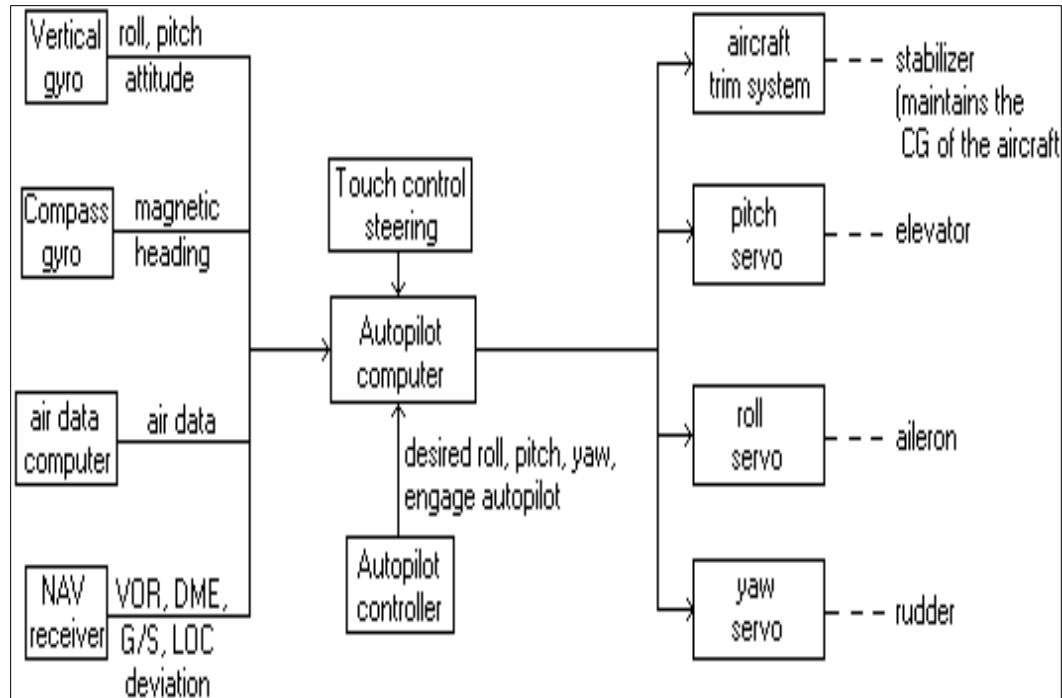 Vertical
gyro
roll, pitch
attitude
Compass
gyro
magnetic
heading
air data
computer
air data
NAV
receiver
VOR, DME,
G/S, LOC
deviation
Touch control
steering
Autopilot
computer
desired roll, pitch, yaw,
engage autopilot
Autopilot
controller
aircraft
trim system
stabilizer
(maintains the
CG of the aircraft
pitch
servo
elevator
roll
servo
aileron
yaw
servo
rudder